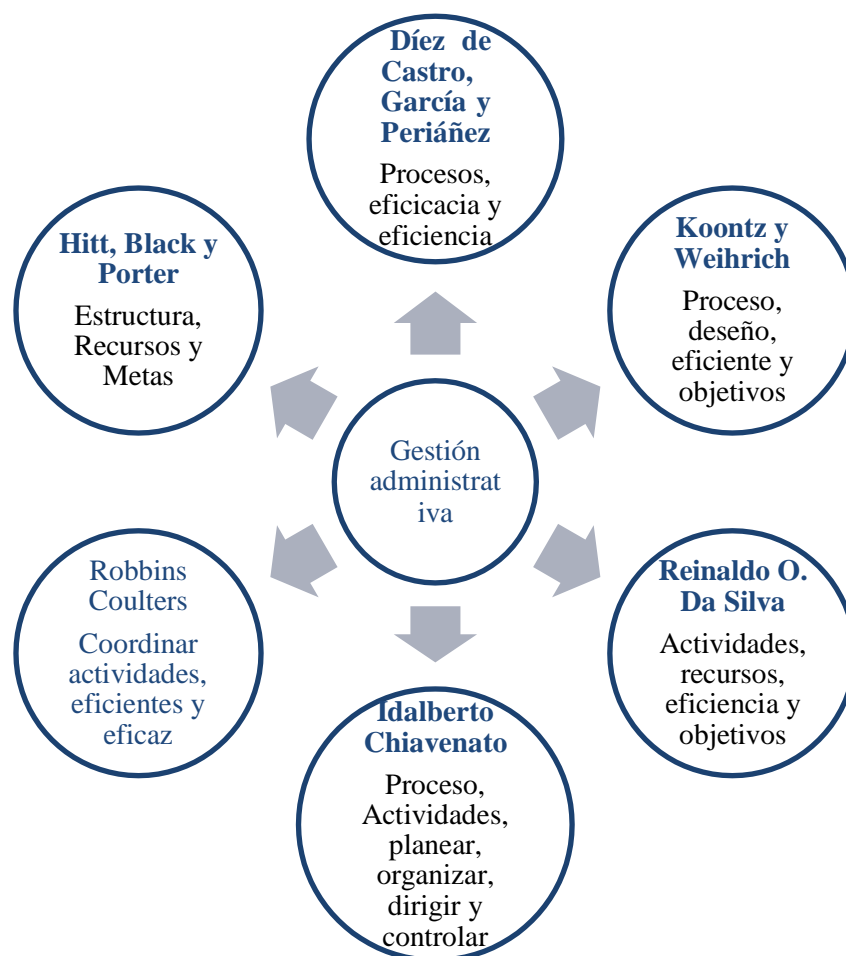 Díez de
Castro,
García y
Periáñez
Procesos,
eficicacia y
eficiencia
Hitt, Black y
Porter
Estructura,
Recursos y
Metas
Koontz y
Weihrich
Proceso,
deseño,
eficiente y
objetivos
Gestión
administrat
iva
Robbins
Coulters
Coordinar
actividades,
eficientes y
eficaz
Reinaldo O.
Da Silva
Actividades,
recursos,
eficiencia y
objetivos
Idalberto
Chiavenato
Proceso,
Actividades,
planear,
organizar,
dirigir y
controlar